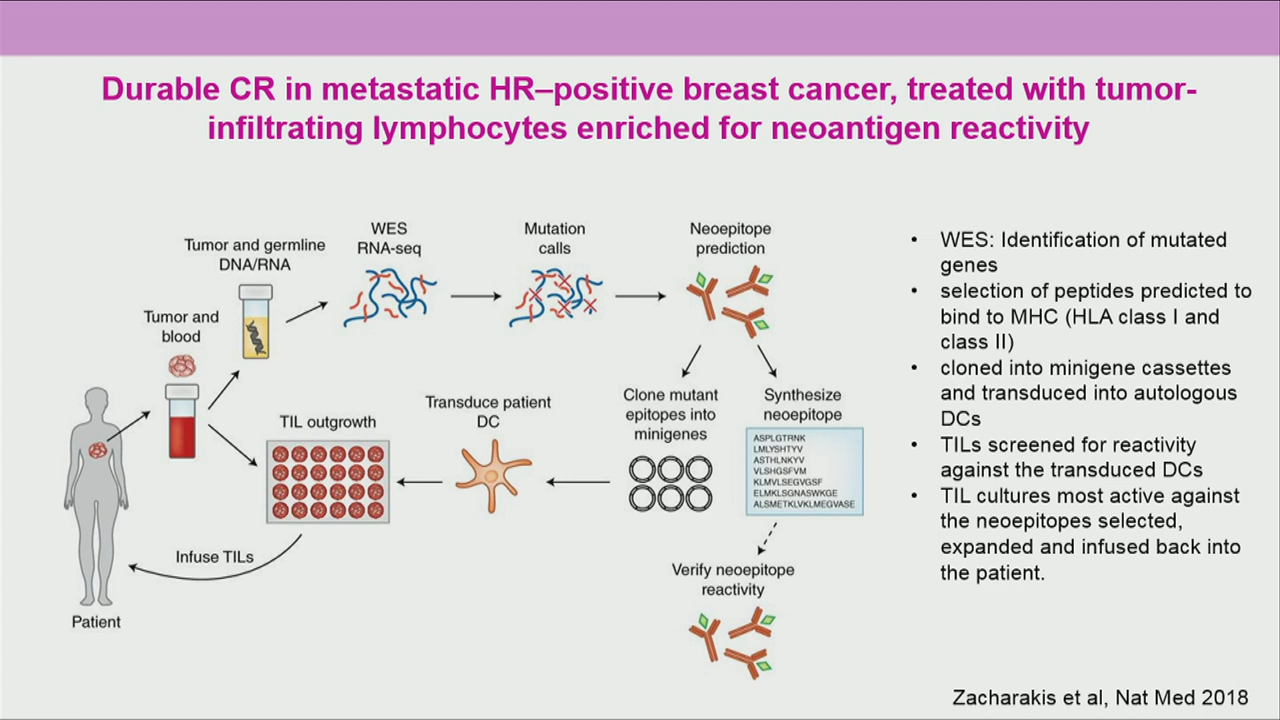 Durable CR in metastatic HR–positive breast cancer, treated with tumor-
infiltrating lymphocytes enriched for neoantigen reactivity
Tumor and germline
DNA/RNA
WES
RNA-seq
Mutation
calls
Neoepitope
prediction
Tumor and
blood
TIL outgrowth
Transduce patient
DC
Clone mutant
epitopes into
minigenes
Synthesize
neoepitope
ASPLGTRNK
LMLYSHTYV
ASTHLNKYV
VLSHGSFVM
KLMVLSEGVGSF
ELMKLSGNASWKGE
ALSMETKLVKLMEGVASE
Infuse TILs
Patient
Verify neoepitope
reactivity
• WES: Identification of mutated
genes
• selection of peptides predicted to
bind to MHC (HLA class I and
class II)
• cloned into minigene cassettes
and transduced into autologous
DCs
• TILs screened for reactivity
against the transduced DCs
• TIL cultures most active against
the neoepitopes selected,
expanded and infused back into
the patient.
Zacharakis et al, Nat Med 2018